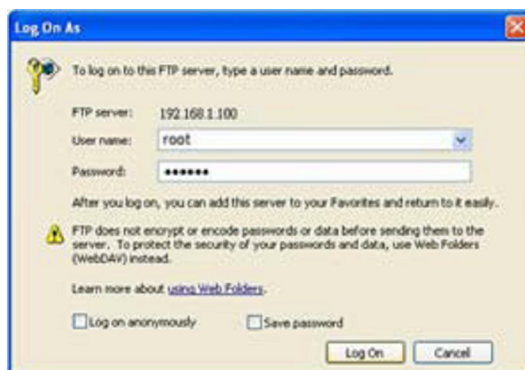 Log On As
To log on to this FTP server, type a user name and password.
FTP server: 192.168.1.100
User name: root
Password: ••••••
After you log on, you can add this server to your Favorites and return to it easily.
FTP does not encrypt or encode passwords or data before sending them to the
server. To protect the security of your passwords and data, use Web Folders
(WebDAV) instead.
Learn more about using Web Folders.
Log on anonymously Save password
Log On Cancel